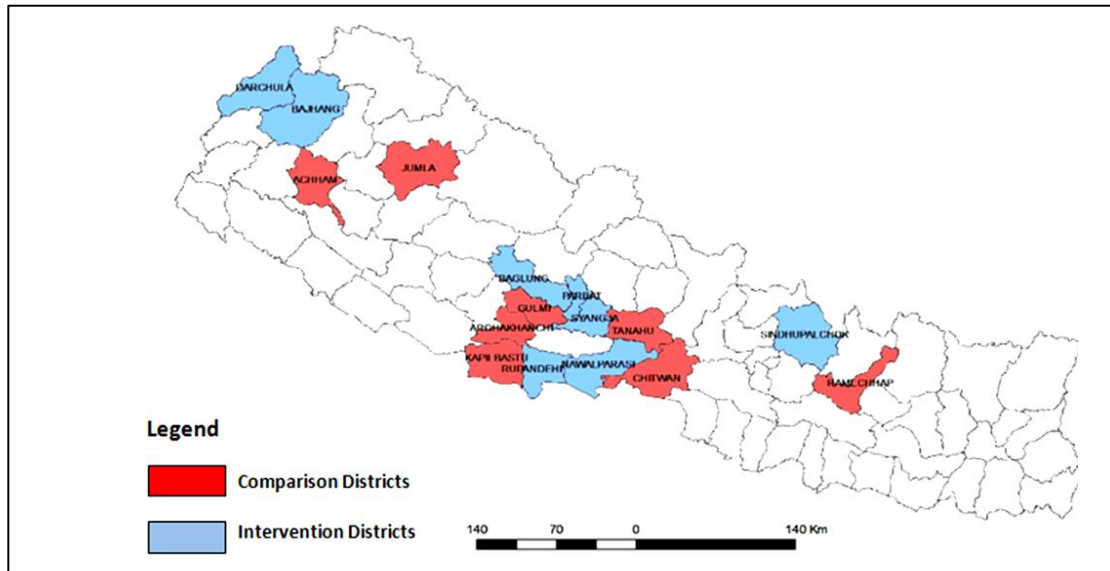 DARCHULA
BAJHANG
ACHHAM
JUMLA
BAGLUNG
PARBAT
GULMI
SYANGJA
ARGHAKHANCHI
TANAHU
KAPILBASTU
RUPANDEHI
NAWALPARASI
CHITWAN
SINDHUPALCHOK
RAMECHHAP
Legend
Comparison Districts
Intervention Districts
140 70 0 140 Km